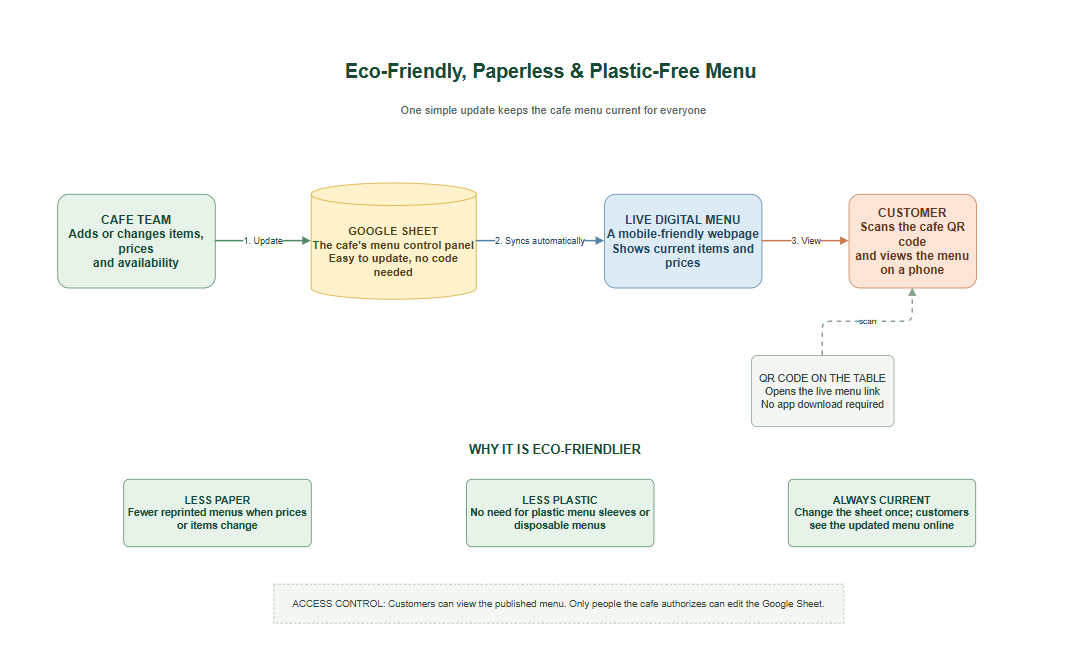 Eco-Friendly, Paperless & Plastic-Free Menu
One simple update keeps the cafe menu current for everyone
CAFE TEAM
Adds or changes items,
prices
and availability
1. Update
GOOGLE SHEET
The cafe's menu control panel
Easy to update, no code
needed
2. Syncs automatically
LIVE DIGITAL MENU
A mobile-friendly webpage
Shows current items and
prices
3. View
CUSTOMER
Scans the cafe QR
code
and views the menu
on a phone
scan
QR CODE ON THE TABLE
Opens the live menu link
No app download required
WHY IT IS ECO-FRIENDLIER
LESS PAPER
Fewer reprinted menus when prices
or items change
LESS PLASTIC
No need for plastic menu sleeves or
disposable menus
ALWAYS CURRENT
Change the sheet once; customers
see the updated menu online
ACCESS CONTROL: Customers can view the published menu. Only people the cafe authorizes can edit the Google Sheet.